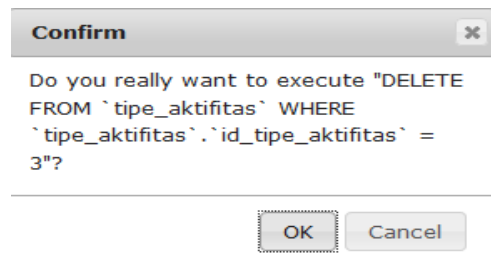 Confirm
Do you really want to execute "DELETE
FROM `tipe_aktifitas` WHERE
`tipe_aktifitas`.`id_tipe_aktifitas` =
3"?
OK Cancel